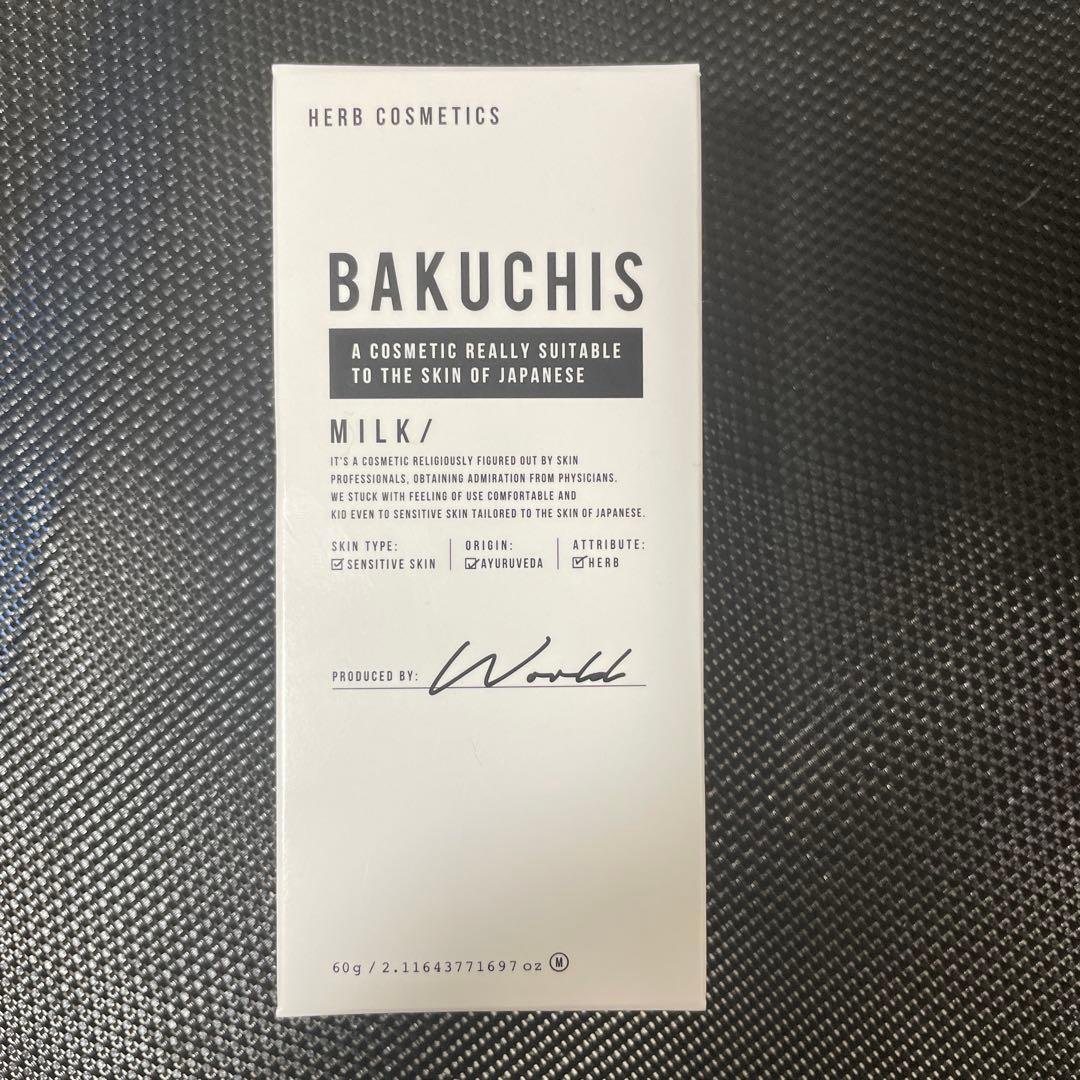 HERB COSMETICS
BAKUCHIS
A COSMETIC REALLY SUITABLE
TO THE SKIN OF JAPANESE
MILK/
IT'S A COSMETIC RELIGIOUSLY FIGURED OUT BY SKIN
PROFESSIONALS, OBTAINING ADMIRATION FROM PHYSICIANS.
WE STUCK WITH FEELING OF USE COMFORTABLE AND
KID EVEN TO SENSITIVE SKIN TAILORED TO THE SKIN OF JAPANESE.
SKIN TYPE: ORIGIN: ATTRIBUTE:
SENSITIVE SKIN AYURUVEDA HERB
PRODUCED BY: World
60g / 2.11643771697 oz M